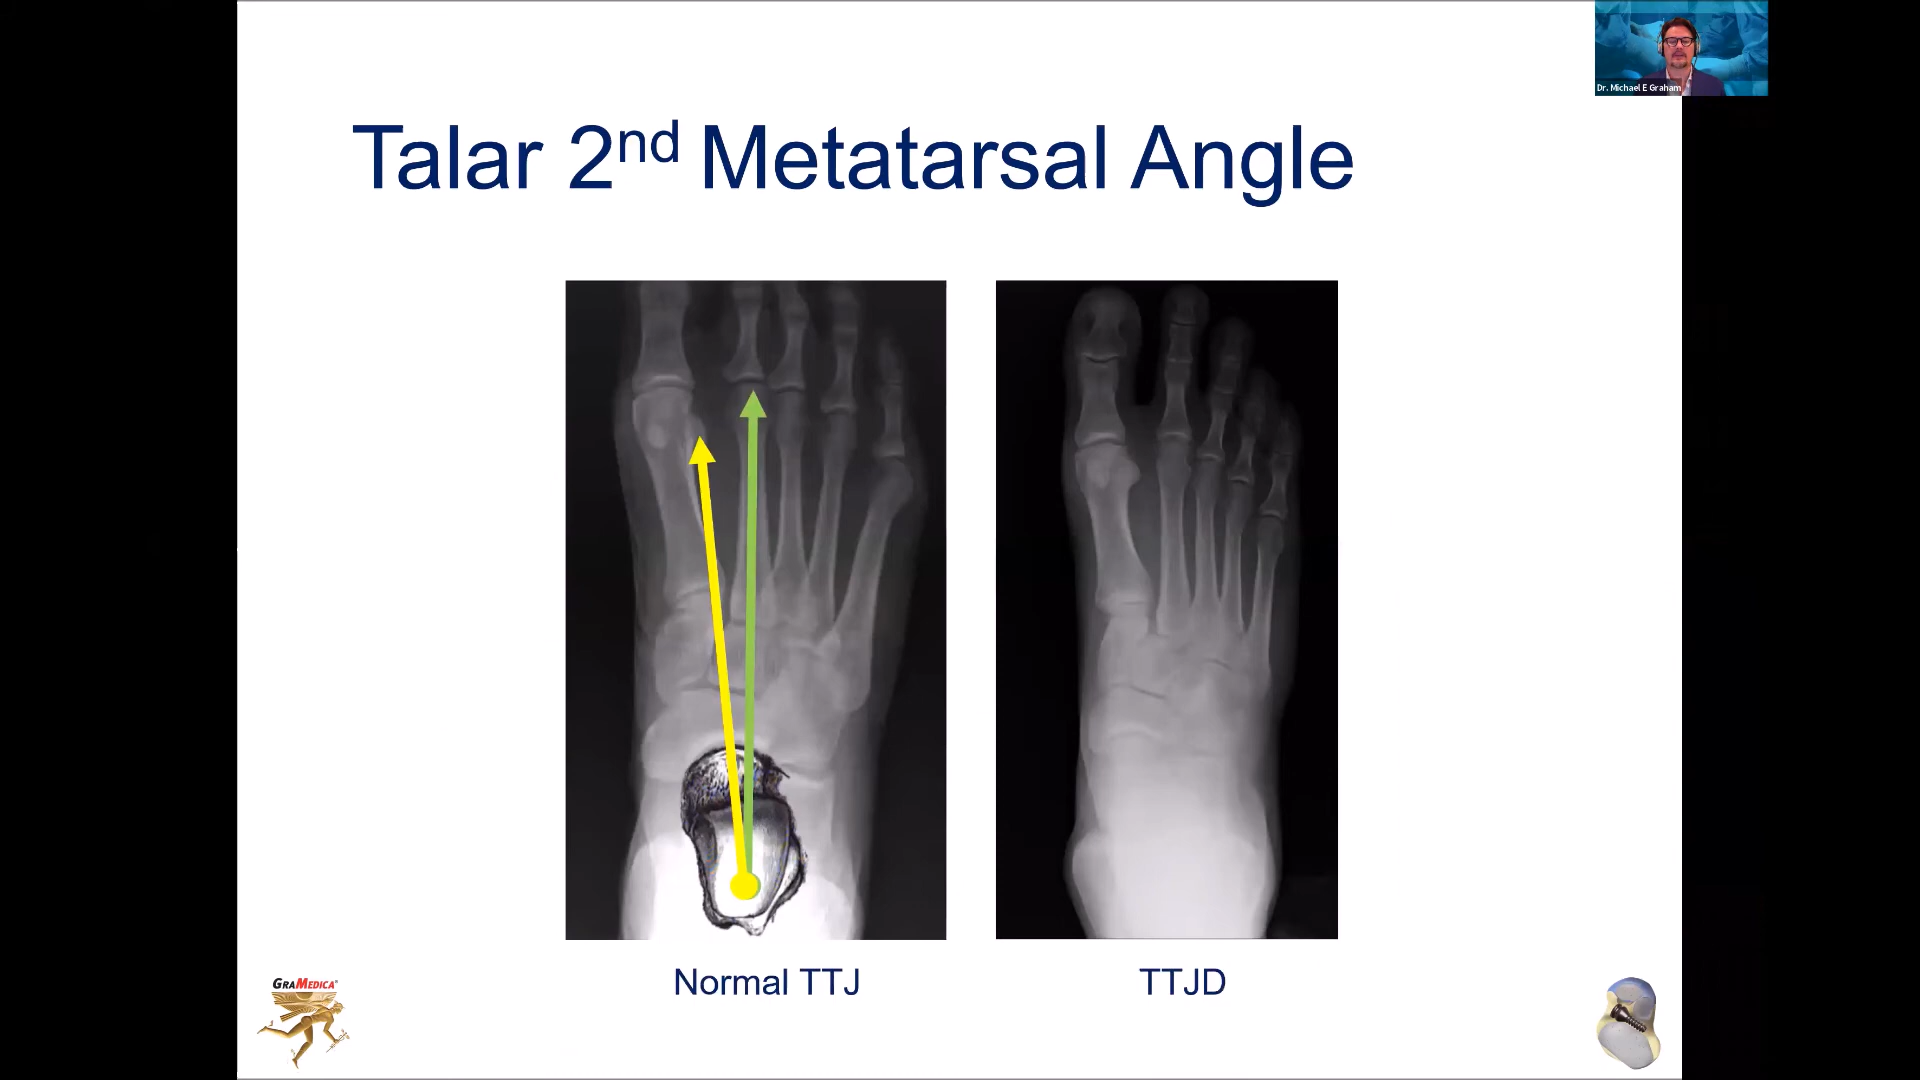 Dr. Michael E Graham
Talar 2nd Metatarsal Angle
Normal TTJ
TTJD
GRAMEDICA®